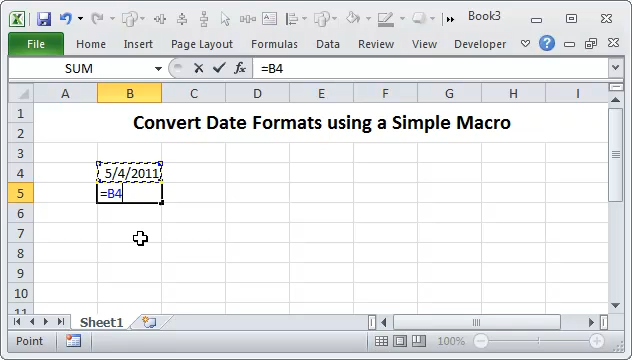 Book3
File Home Insert Page Layout Formulas Data Review View Developer
SUM =B4
A B C D E F G H I
1 Convert Date Formats using a Simple Macro
2
3
4 5/4/2011
5 =B4
6
7
8
9
10
11
Sheet1
Point 100%